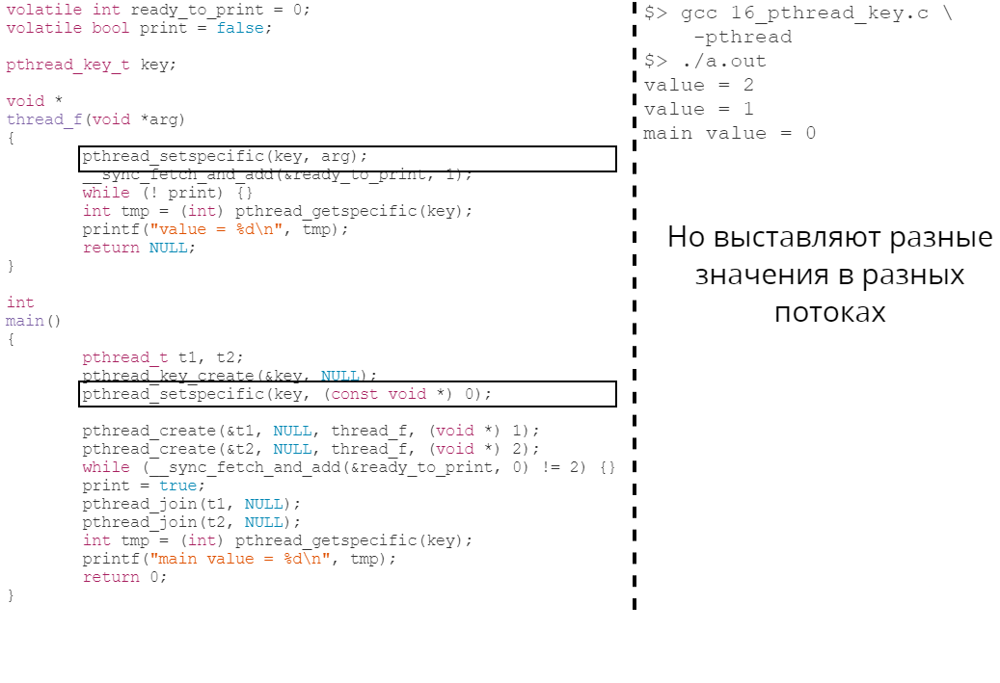 volatile int ready_to_print = 0;
volatile bool print = false;

pthread_key_t key;

void *
thread_f(void *arg)
{
        pthread_setspecific(key, arg);
        __sync_fetch_and_add(&ready_to_print, 1);
        while (! print) {}
        int tmp = (int) pthread_getspecific(key);
        printf("value = %d\n", tmp);
        return NULL;
}

int
main()
{
        pthread_t t1, t2;
        pthread_key_create(&key, NULL);
        pthread_setspecific(key, (const void *) 0);

        pthread_create(&t1, NULL, thread_f, (void *) 1);
        pthread_create(&t2, NULL, thread_f, (void *) 2);
        while (__sync_fetch_and_add(&ready_to_print, 0) != 2) {}
        print = true;
        pthread_join(t1, NULL);
        pthread_join(t2, NULL);
        int tmp = (int) pthread_getspecific(key);
        printf("main value = %d\n", tmp);
        return 0;
}
$> gcc 16_pthread_key.c \
    -pthread
$> ./a.out
value = 2
value = 1
main value = 0
Но выставляют разные
значения в разных
потоках